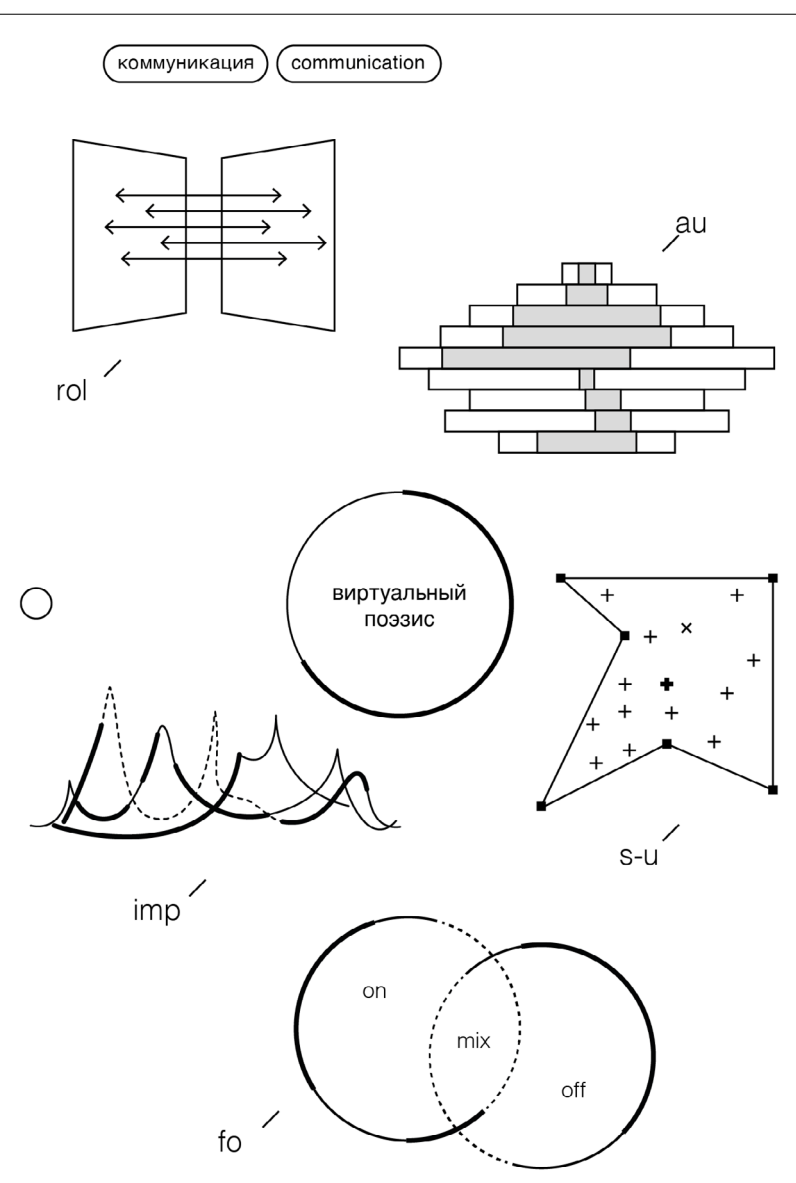 коммуникация communication
au
rol
виртуальный
поэзис
s-u
imp
on
mix
off
fo